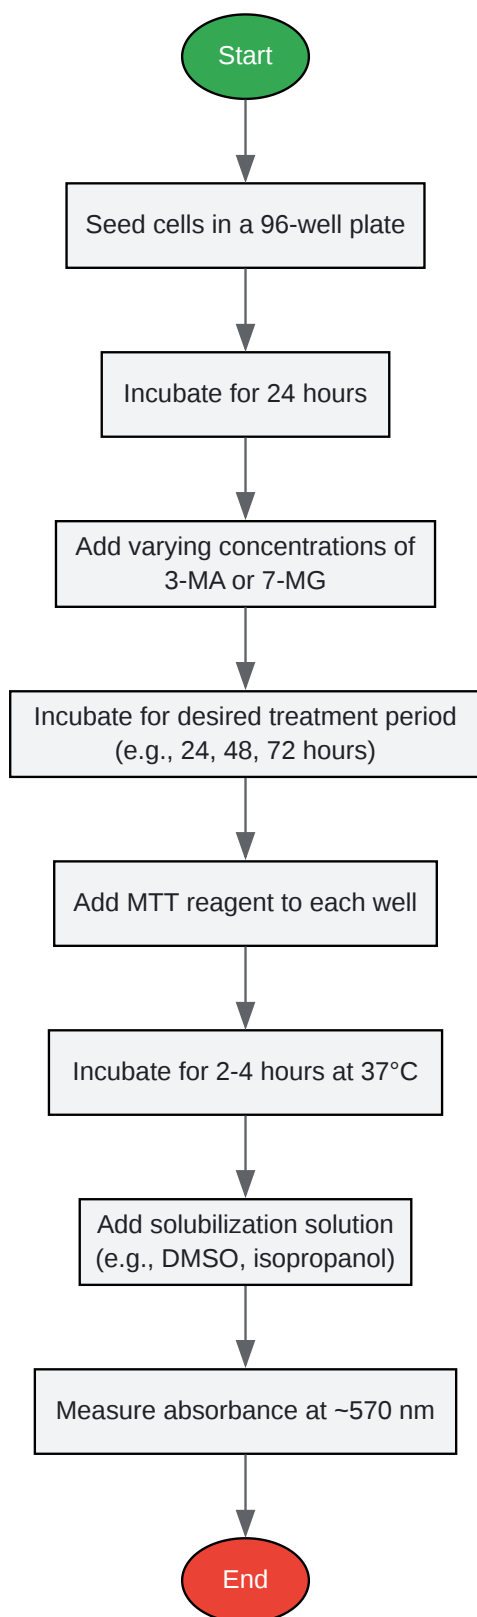 Start
Seed cells in a 96-well plate
Incubate for 24 hours
Add varying concentrations of
3-MA or 7-MG
Incubate for desired treatment period
(e.g., 24, 48, 72 hours)
Add MTT reagent to each well
Incubate for 2-4 hours at 37°C
Add solubilization solution
(e.g., DMSO, isopropanol)
Measure absorbance at ~570 nm
End